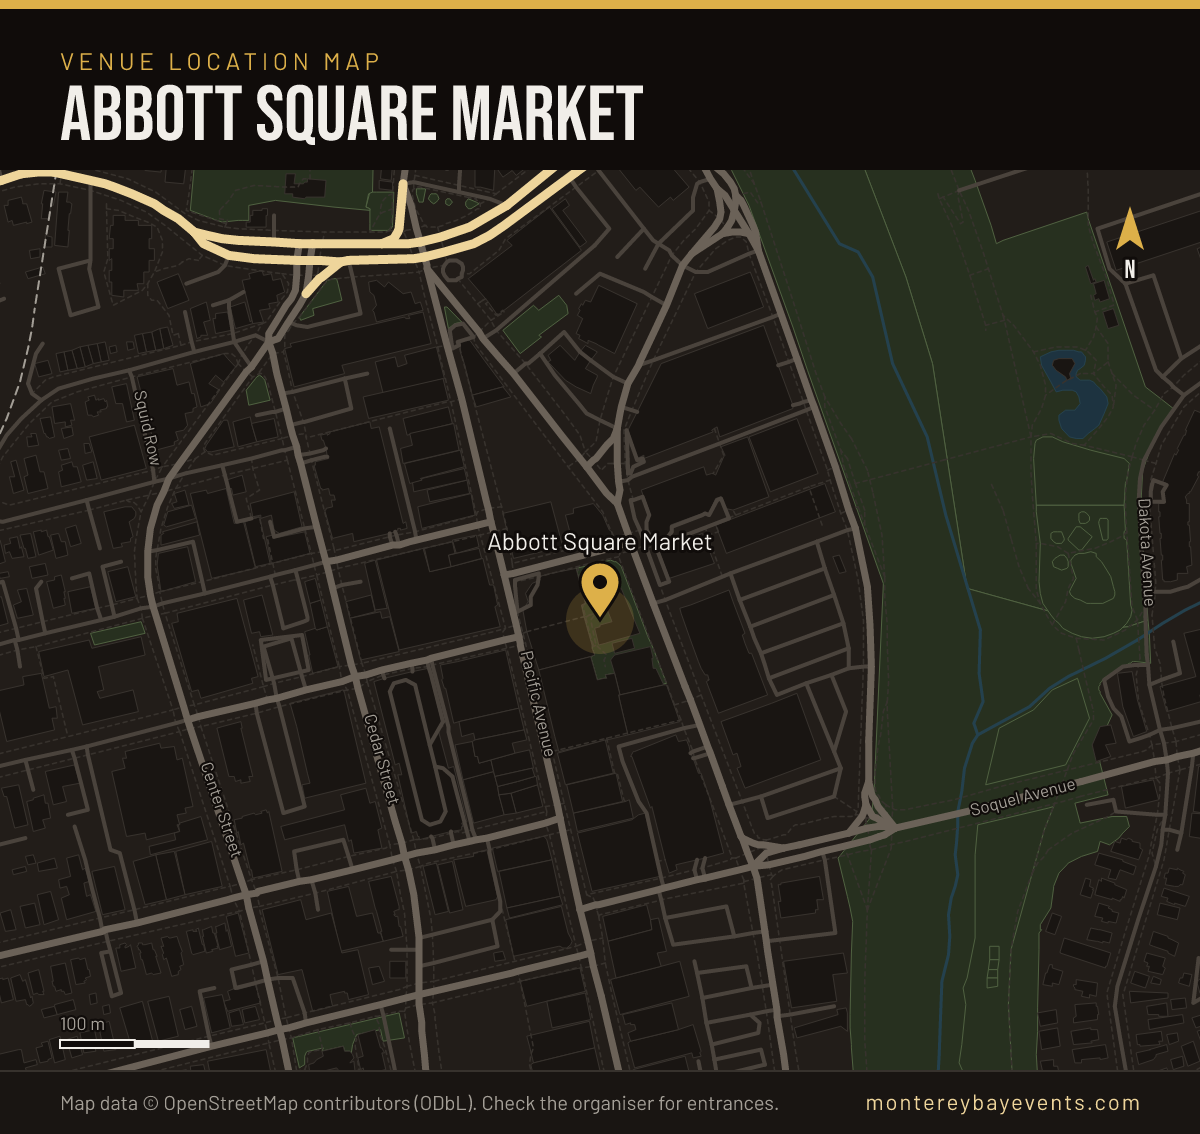 VENUE LOCATION MAP
ABBOTT SQUARE MARKET
N
Squid Row
Dakota Avenue
Abbott Square Market
Pacific Avenue
Cedar Street
Center Street
Soquel Avenue
100 m
Map data © OpenStreetMap contributors (ODbL). Check the organiser for entrances.
montereybayevents.com